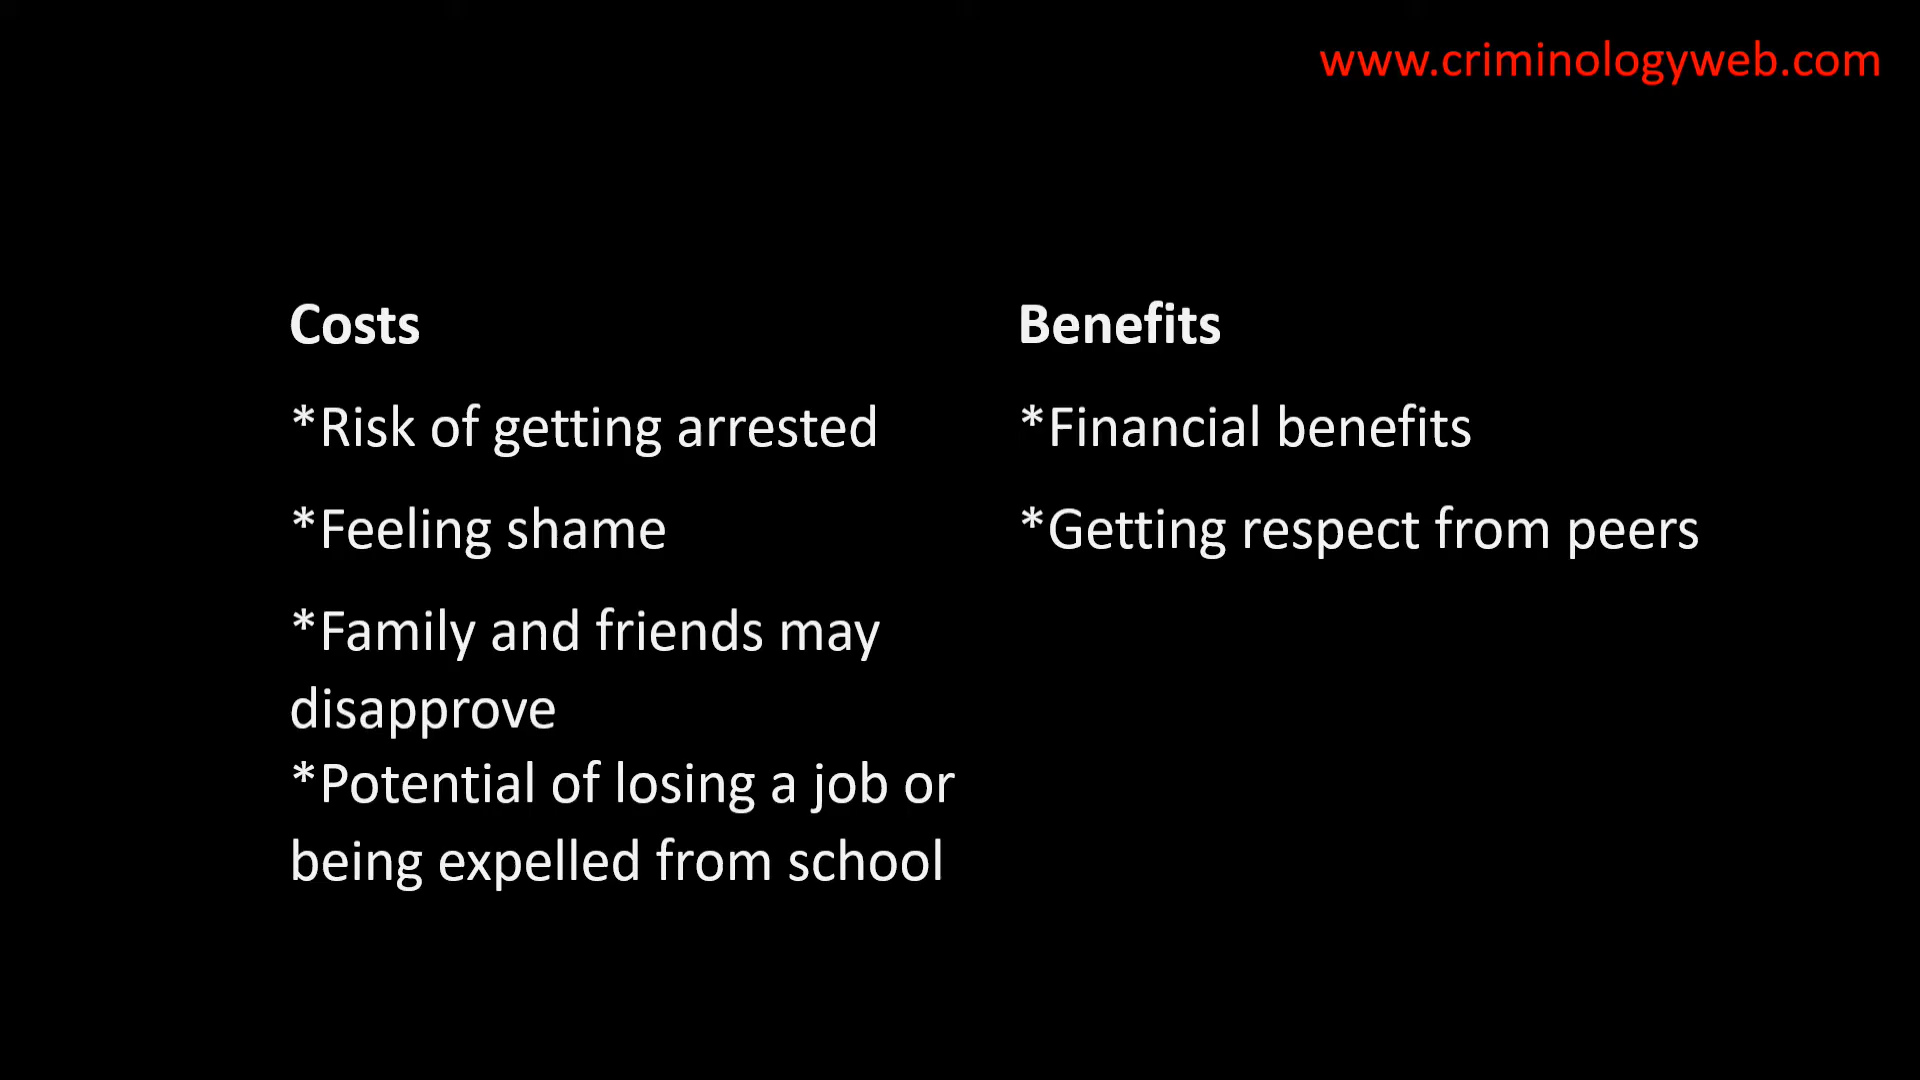 www.criminologyweb.com
Costs
*Risk of getting arrested
*Feeling shame
*Family and friends may
disapprove
*Potential of losing a job or
being expelled from school
Benefits
*Financial benefits
*Getting respect from peers